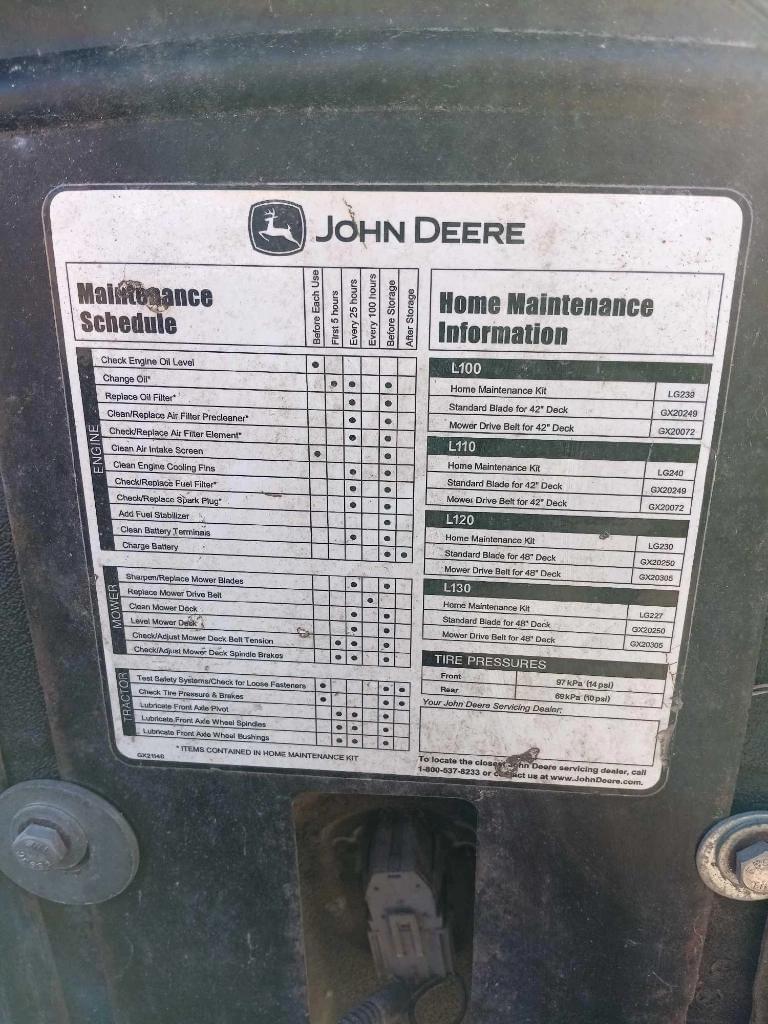 JOHN DEERE
Maintenance
Schedule
Before Each Use
First 5 hours
Every 25 hours
Every 100 hours
Before Storage
After Storage
ENGINE
Check Engine Oil Level
Change Oil*
Replace Oil Filter*
Clean/Replace Air Filter Precleaner*
Check/Replace Air Filter Element*
Clean Air Intake Screen
Clean Engine Cooling Fins
Check/Replace Fuel Filter*
Check/Replace Spark Plug*
Add Fuel Stabilizer
Clean Battery Terminals
Charge Battery
MOWER
Sharpen/Replace Mower Blades
Replace Mower Drive Belt
Clean Mower Deck
Level Mower Deck
Check/Adjust Mower Deck Belt Tension
Check/Adjust Mower Deck Spindle Brakes
TRACTOR
Test Safety Systems/Check for Loose Fasteners
Check Tire Pressure & Brakes
Lubricate Front Axle Pivot
Lubricate Front Axle Wheel Spindles
Lubricate Front Axle Wheel Bushings
* ITEMS CONTAINED IN HOME MAINTENANCE KIT
Home Maintenance
Information
L100
Home Maintenance Kit LG239
Standard Blade for 42" Deck GX20249
Mower Drive Belt for 42" Deck GX20072
L110
Home Maintenance Kit LG240
Standard Blade for 42" Deck GX20249
Mower Drive Belt for 42" Deck GX20072
L120
Home Maintenance Kit LG230
Standard Blade for 48" Deck GX20250
Mower Drive Belt for 48" Deck GX20305
L130
Home Maintenance Kit LG227
Standard Blade for 48" Deck GX20250
Mower Drive Belt for 48" Deck GX20305
TIRE PRESSURES
Front 97 kPa (14 psi)
Rear 69 kPa (10 psi)
Your John Deere Servicing Dealer:
To locate the closest John Deere servicing dealer, call
1-800-537-8233 or contact us at www.JohnDeere.com.